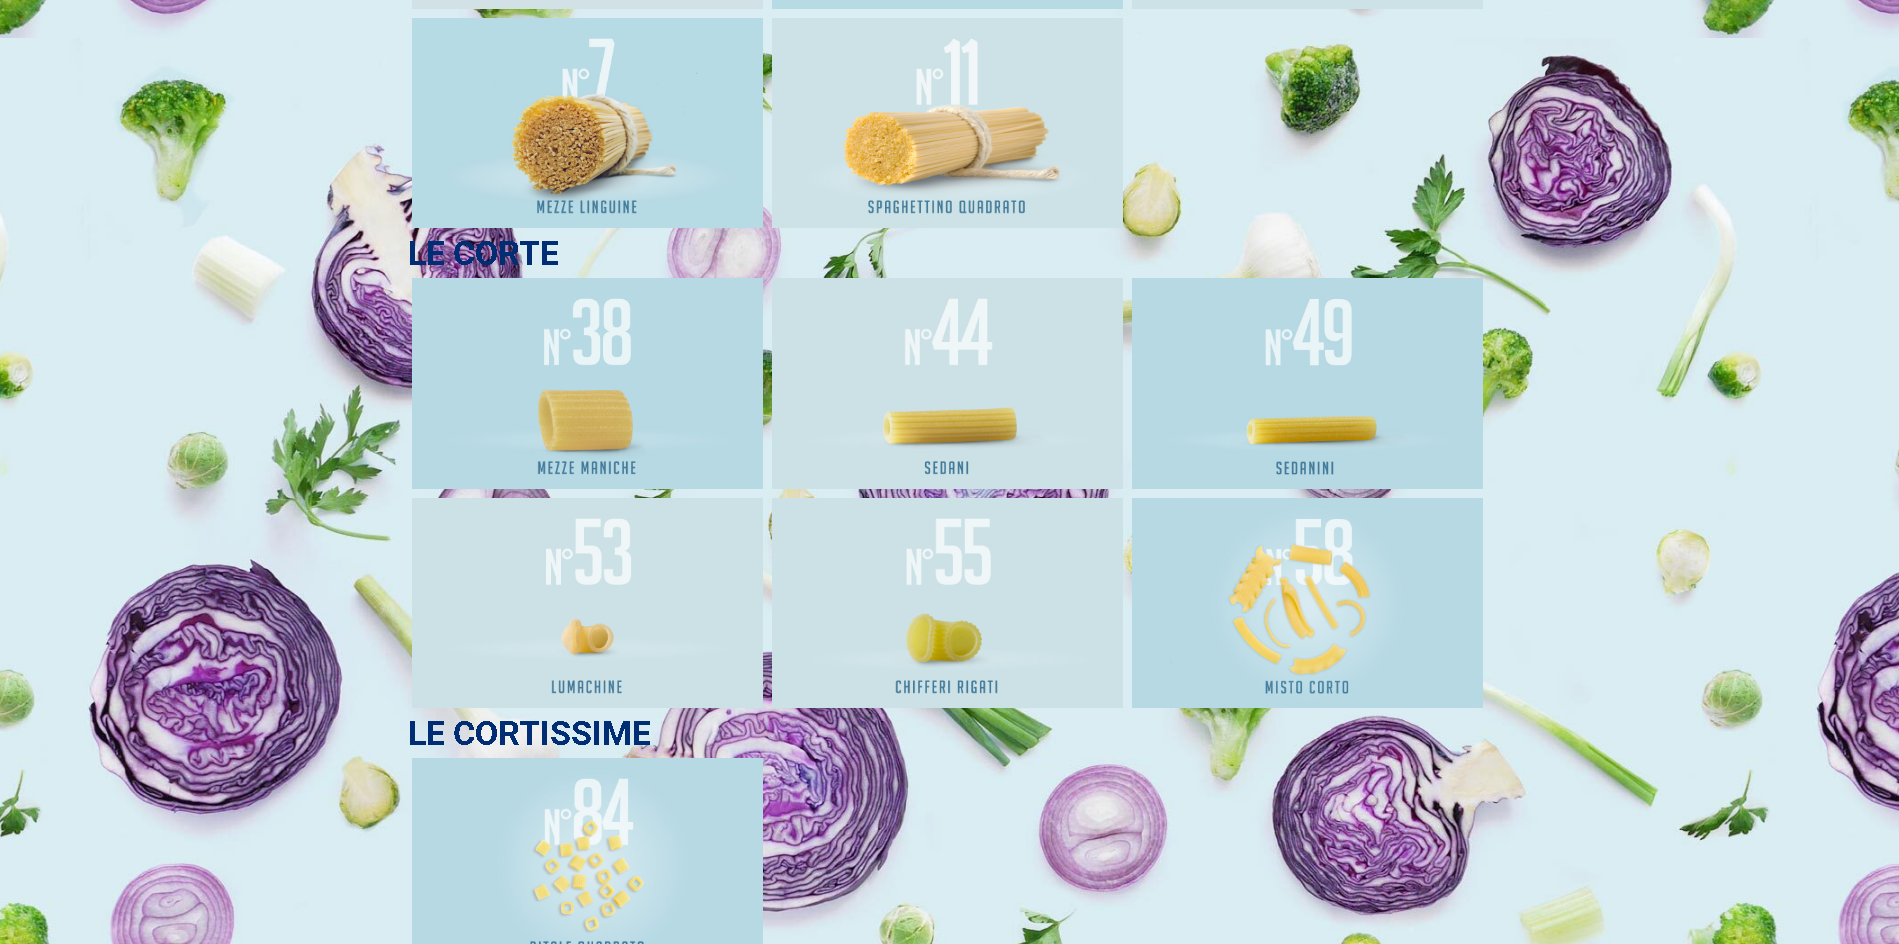 N°7
MEZZE LINGUINE
N°11
SPAGHETTINO QUADRATO
LE CORTE
N°38
MEZZE MANICHE
N°44
SEDANI
N°49
SEDANINI
N°53
LUMACHINE
N°55
CHIFFERI RIGATI
N°58
MISTO CORTO
LE CORTISSIME
N°84